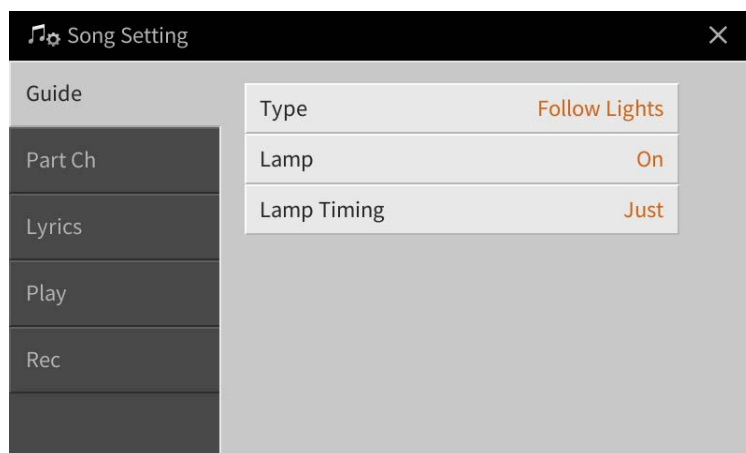 Song Setting
Guide
Type Follow Lights
Part Ch
Lamp On
Lyrics
Lamp Timing Just
Play
Rec